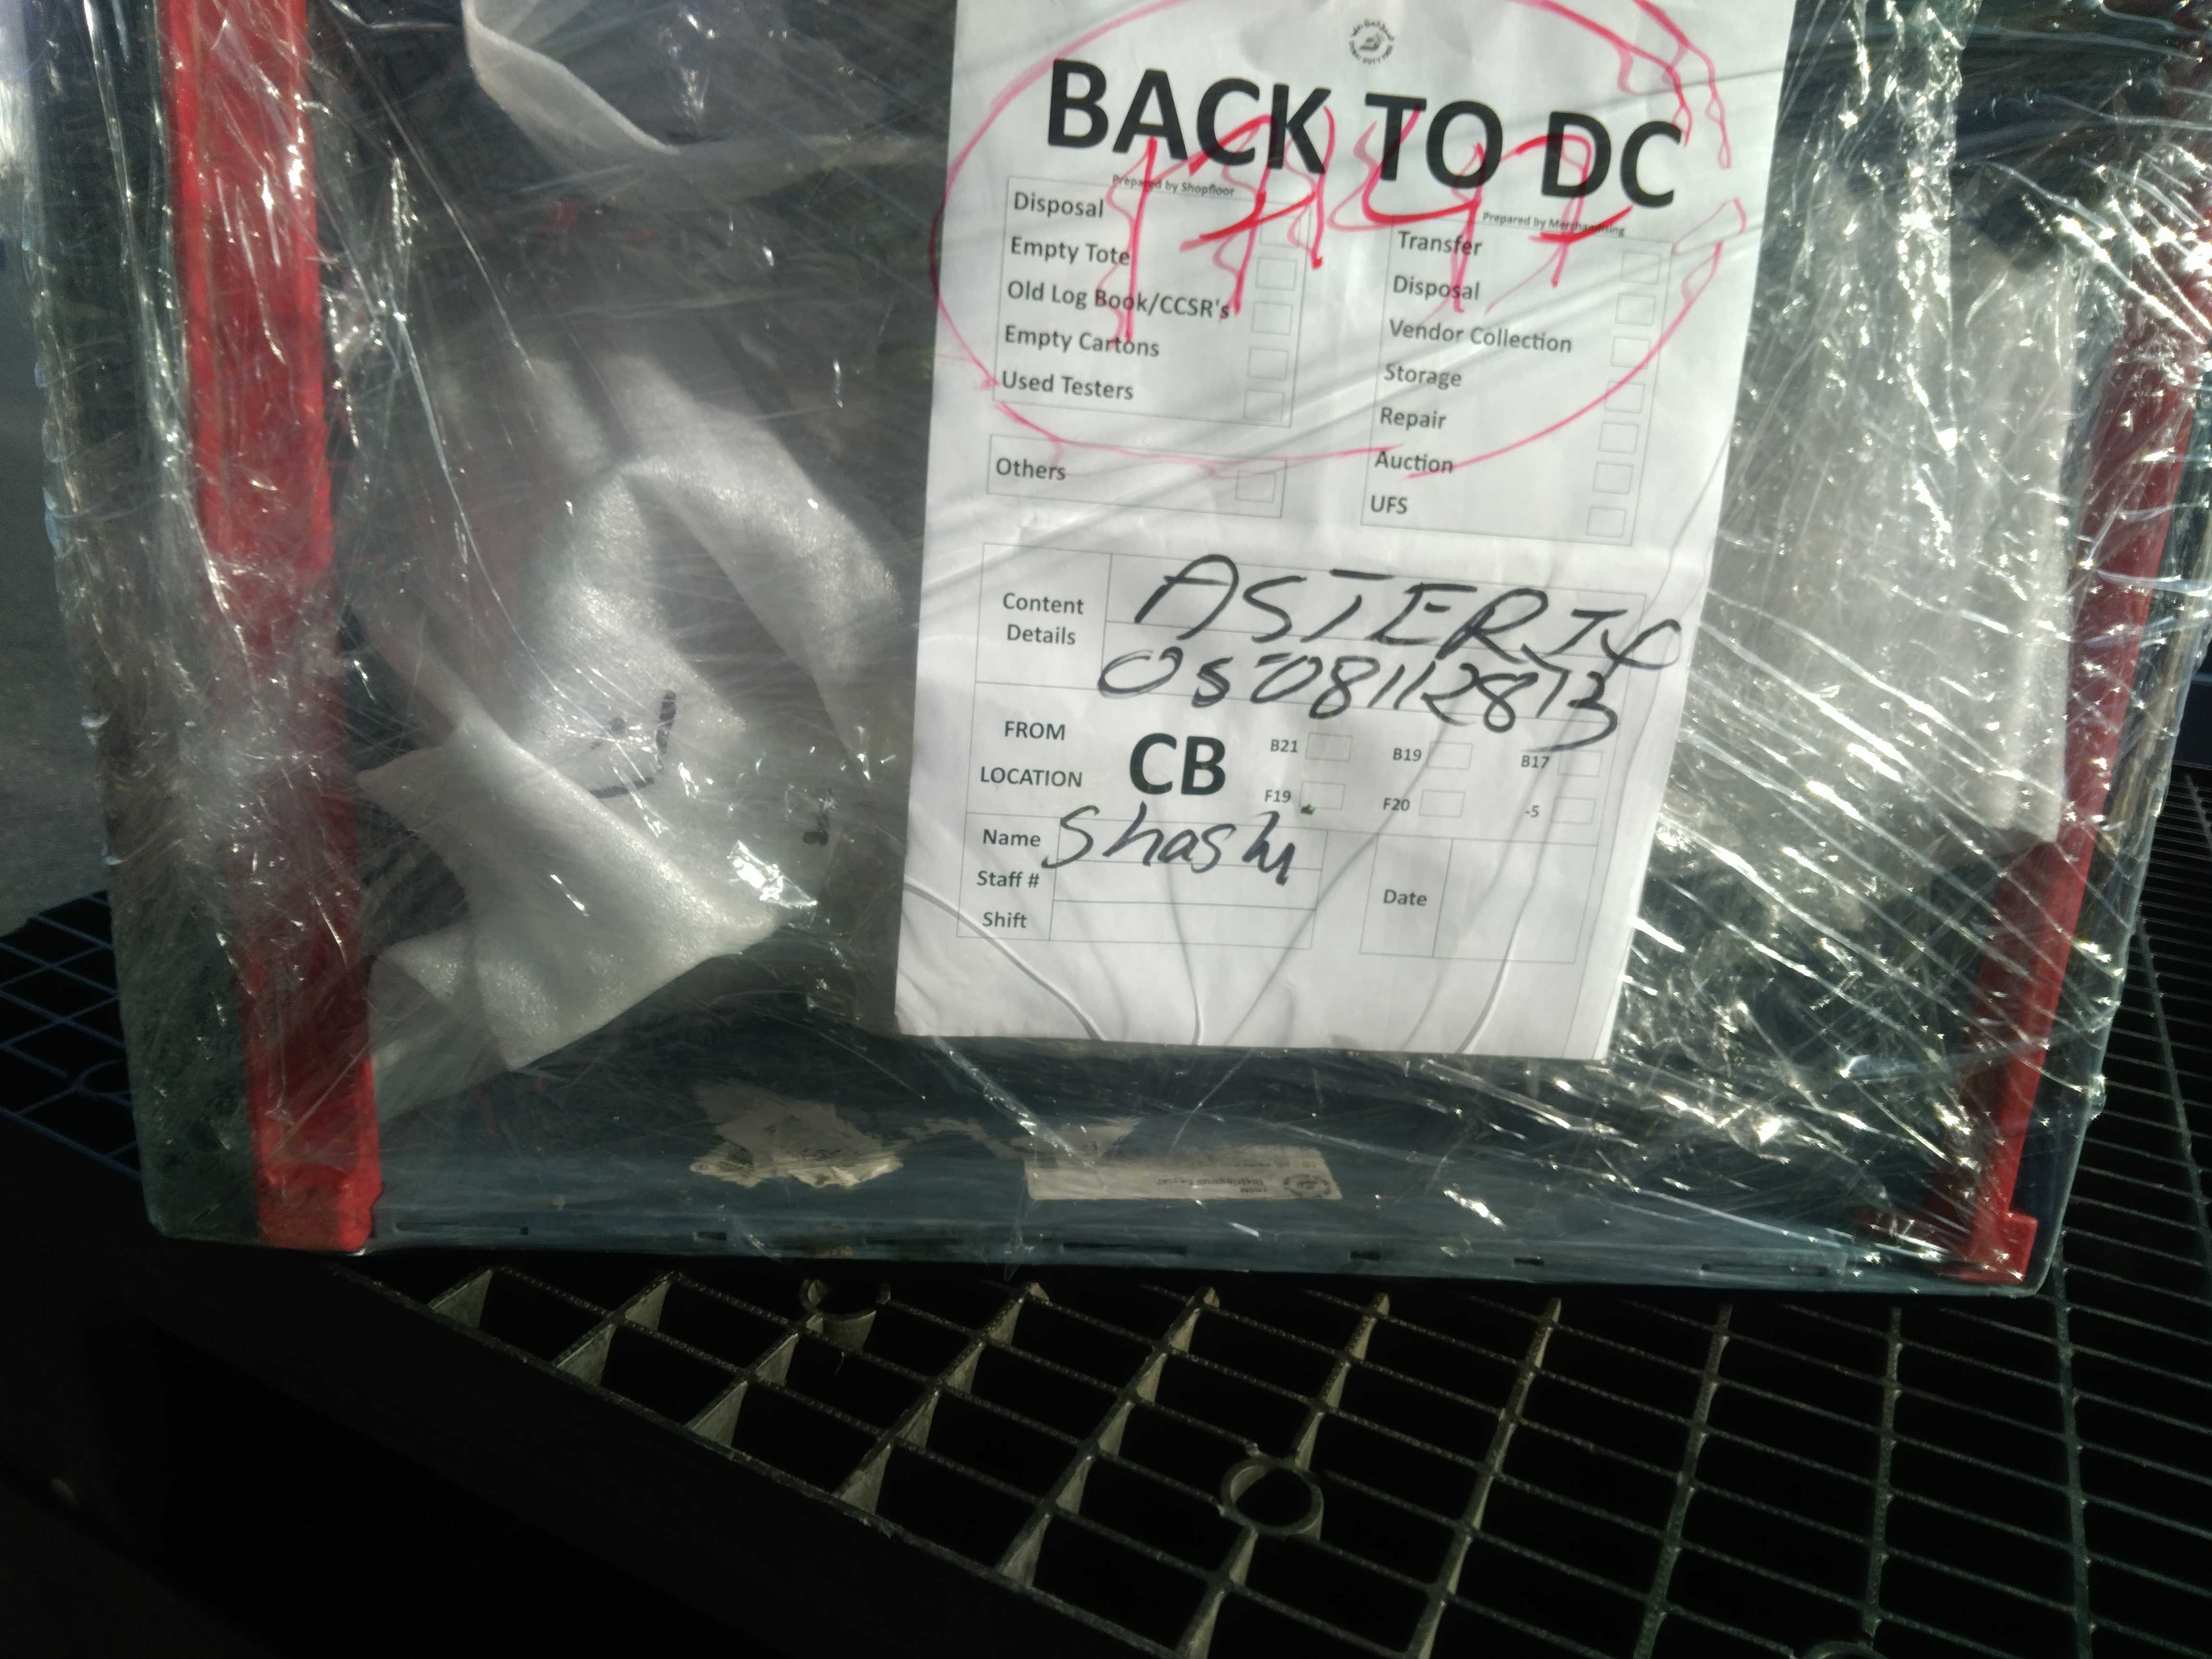 BACK TO DC
Prepared by Shopfloor
Disposal
Empty Tote
Old Log Book/CCSR's
Empty Cartons
Used Testers
Others
Prepared by Merchandising
Transfer
Disposal
Vendor Collection
Storage
Repair
Auction
UFS
Content Details
ASTERIX
0508112813
FROM LOCATION
CB
B21
B19
B17
F19
F20
-5
Name
Shashi
Staff #
Shift
Date